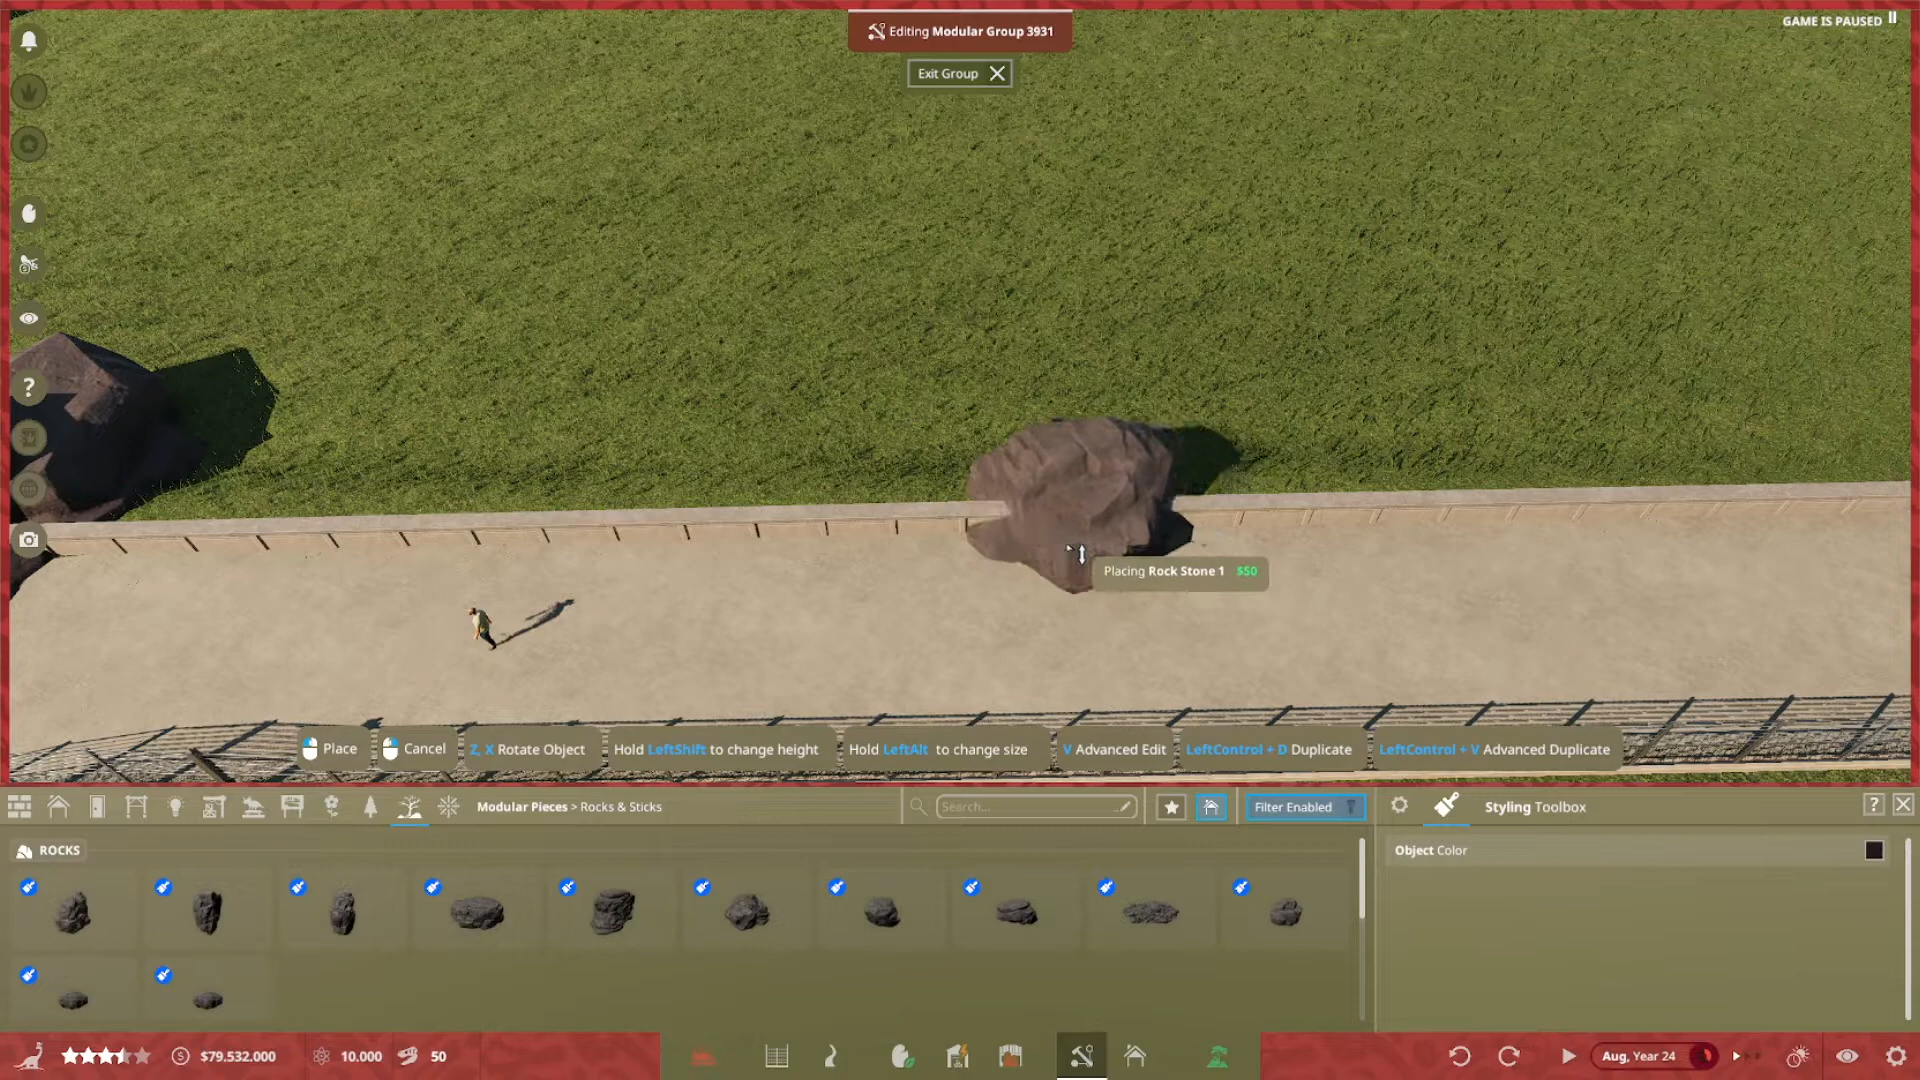 Editing Modular Group 3931
GAME IS PAUSED
Exit Group
?
Placing Rock Stone 1 $50
Place
Cancel
Z, X Rotate Object
Hold LeftShift to change height
Hold LeftAlt to change size
V Advanced Edit
LeftControl + D Duplicate
LeftControl + V Advanced Duplicate
Modular Pieces > Rocks & Sticks
Search...
Filter Enabled
Styling Toolbox
?
ROCKS
Object Color
$79.532.000
10.000
50
Aug, Year 24